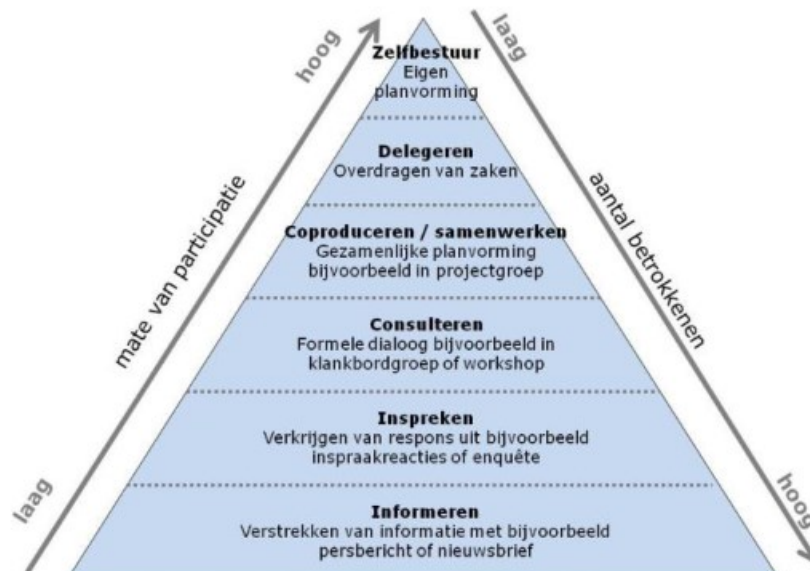 hoog
laag
Zelfbestuur
Eigen
planvorming
Delegeren
Overdragen van zaken
mate van participatie
aantal betrokkenen
Coproduceren / samenwerken
Gezamenlijke planvorming
bijvoorbeeld in projectgroep
Consulteren
Formele dialoog bijvoorbeeld in
klankbordgroep of workshop
Inspreken
Verkrijgen van respons uit bijvoorbeeld
inspraakreacties of enquête
laag
hoog
Informeren
Verstrekken van informatie met bijvoorbeeld
persbericht of nieuwsbrief